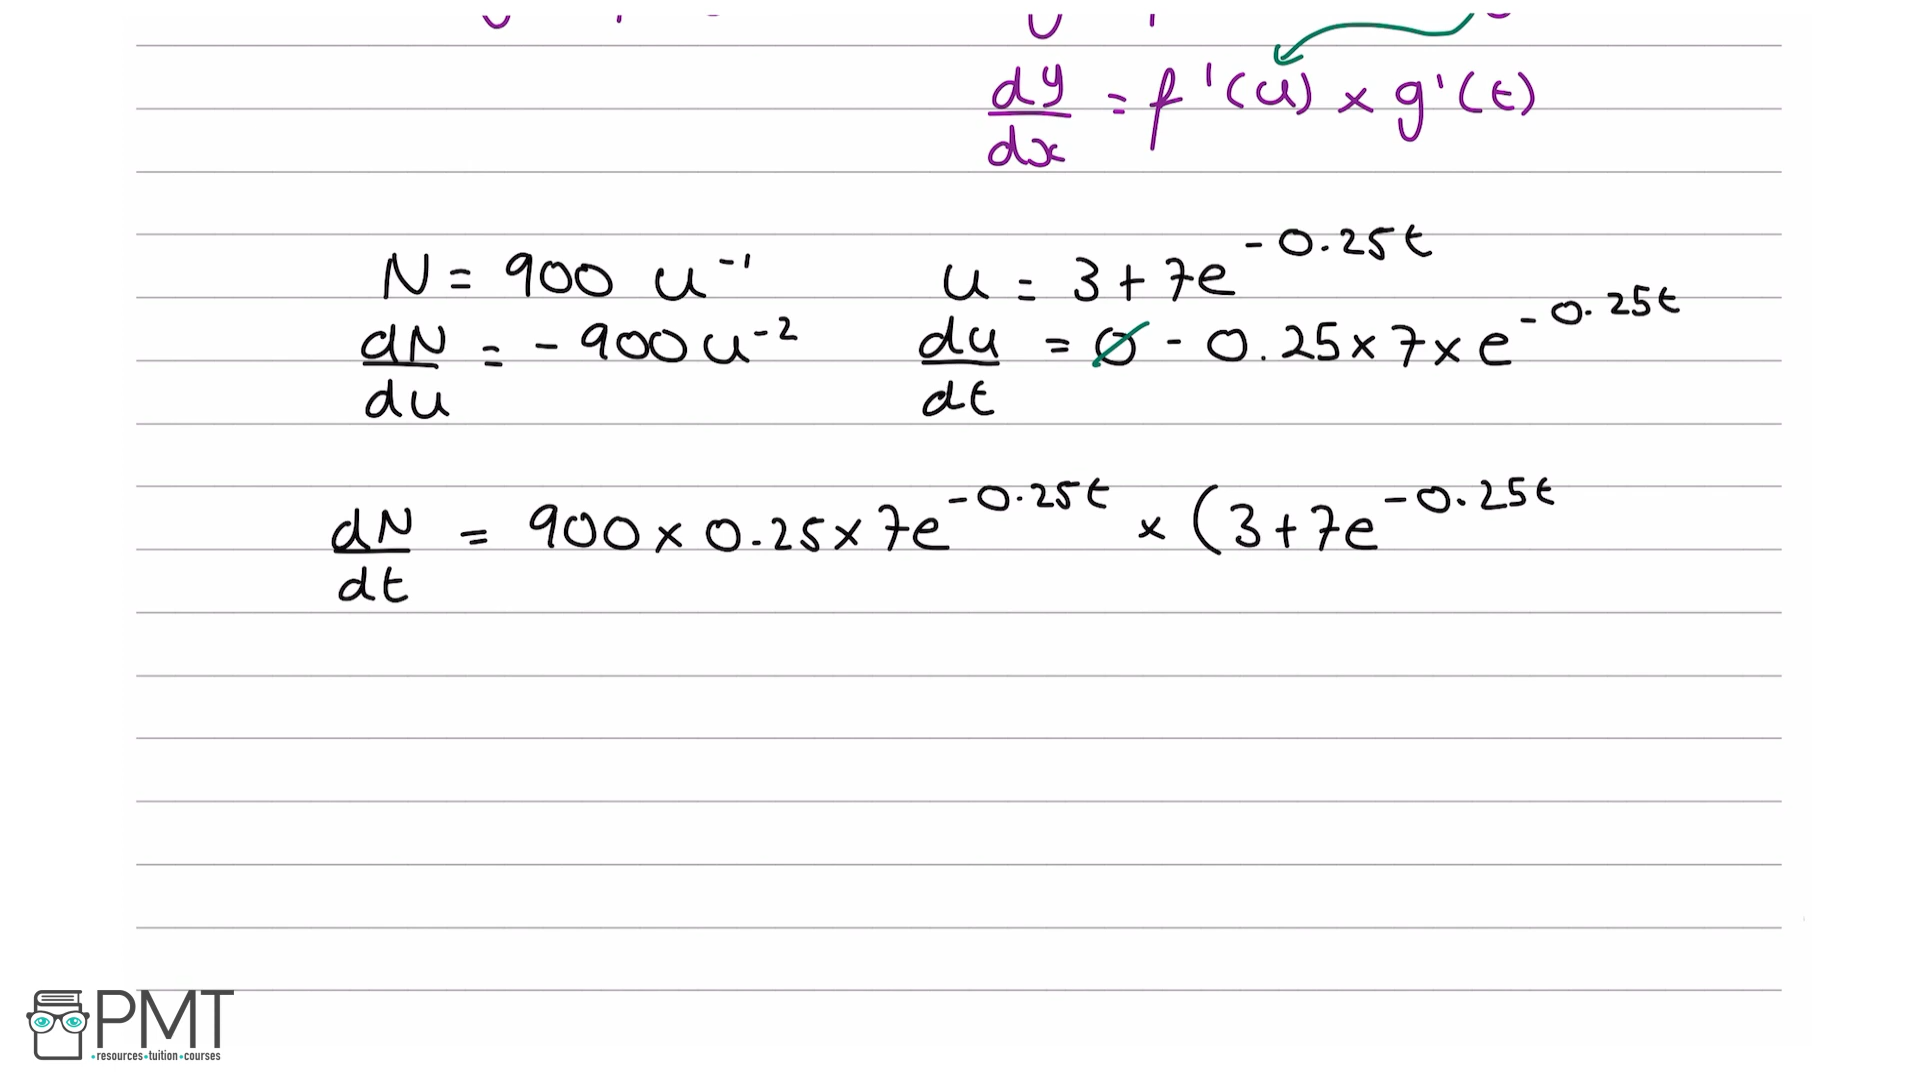 dy/dx = f'(u) × g'(t)
N = 900 u⁻¹ u = 3 + 7e^-0.25t
dN/du = -900u⁻² du/dt = 0 - 0.25 × 7 × e^-0.25t
dN/dt = 900 × 0.25 × 7e^-0.25t × (3 + 7e^-0.25t
PMT
resources•tuition•courses